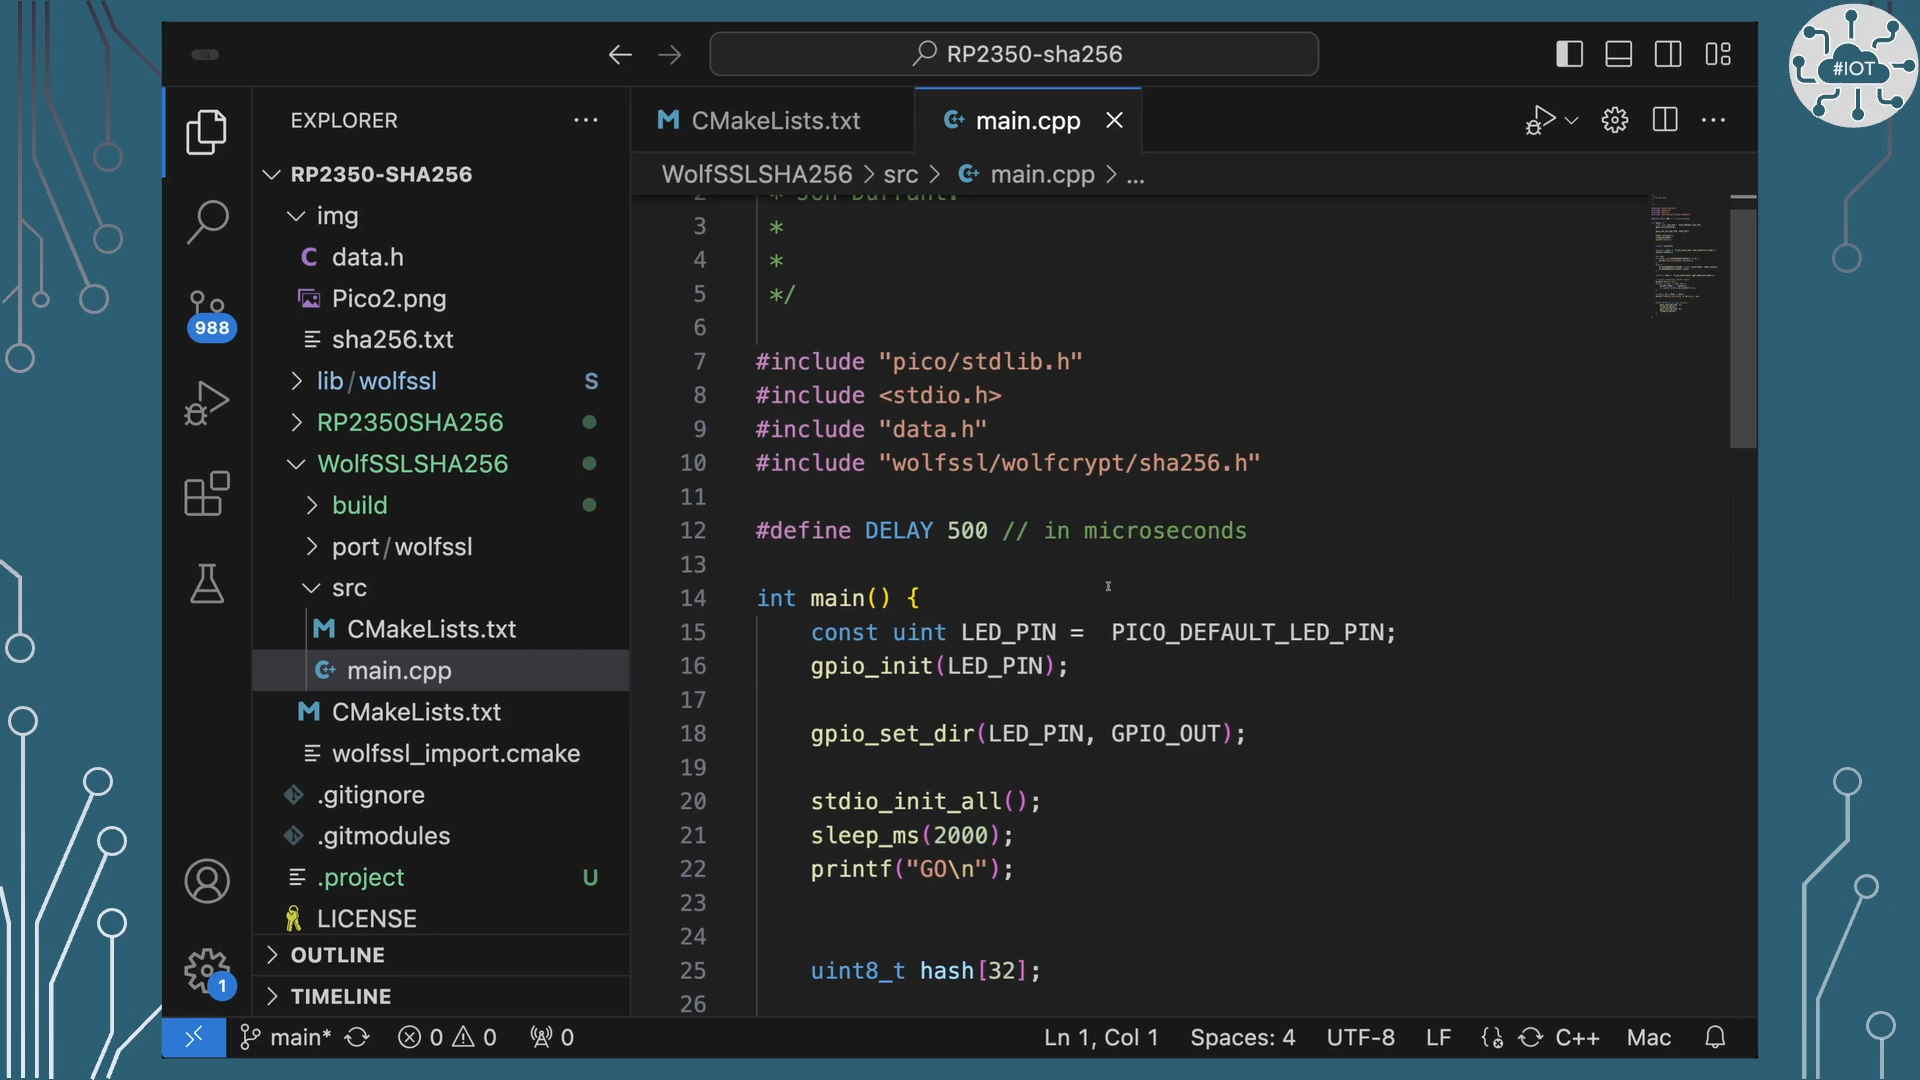 RP2350-sha256
#IOT
EXPLORER
RP2350-SHA256
img
data.h
Pico2.png
sha256.txt
lib/wolfssl S
RP2350SHA256
WolfSSLSHA256
build
port/wolfssl
src
CMakeLists.txt
main.cpp
CMakeLists.txt
wolfssl_import.cmake
.gitignore
.gitmodules
.project U
LICENSE
OUTLINE
TIMELINE
988
1
CMakeLists.txt
main.cpp
WolfSSLSHA256 > src > main.cpp > ...
2 * Jon Durrant.
3 *
4 *
5 */
6
7 #include "pico/stdlib.h"
8 #include <stdio.h>
9 #include "data.h"
10 #include "wolfssl/wolfcrypt/sha256.h"
11
12 #define DELAY 500 // in microseconds
13
14 int main() {
15 const uint LED_PIN = PICO_DEFAULT_LED_PIN;
16 gpio_init(LED_PIN);
17
18 gpio_set_dir(LED_PIN, GPIO_OUT);
19
20 stdio_init_all();
21 sleep_ms(2000);
22 printf("GO\n");
23
24
25 uint8_t hash[32];
26
main* 0 0 0 Ln 1, Col 1 Spaces: 4 UTF-8 LF C++ Mac